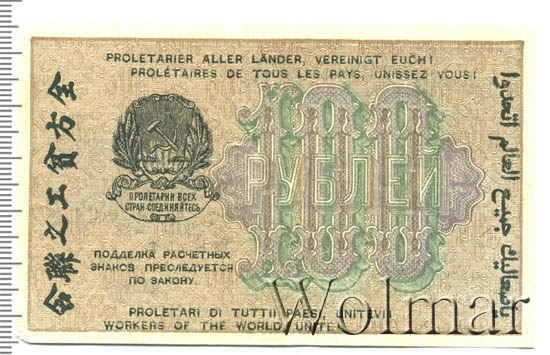 PROLETARIER ALLER LÄNDER, VEREINIGT EUCH!
PROLÉTAIRES DE TOUS LES PAYS, UNISSEZ VOUS!
100
РУБЛЕЙ
ПРОЛЕТАРИИ ВСЕХ
СТРАН-СОЕДИНЯЙТЕСЬ
ПОДДЕЛКА РАСЧЕТНЫХ
ЗНАКОВ ПРЕСЛЕДУЕТСЯ
ПО ЗАКОНУ.
PROLETARI DI TUTTI I PAESI, UNITEVI!
WORKERS OF THE WORLD, UNITE
Wolmar